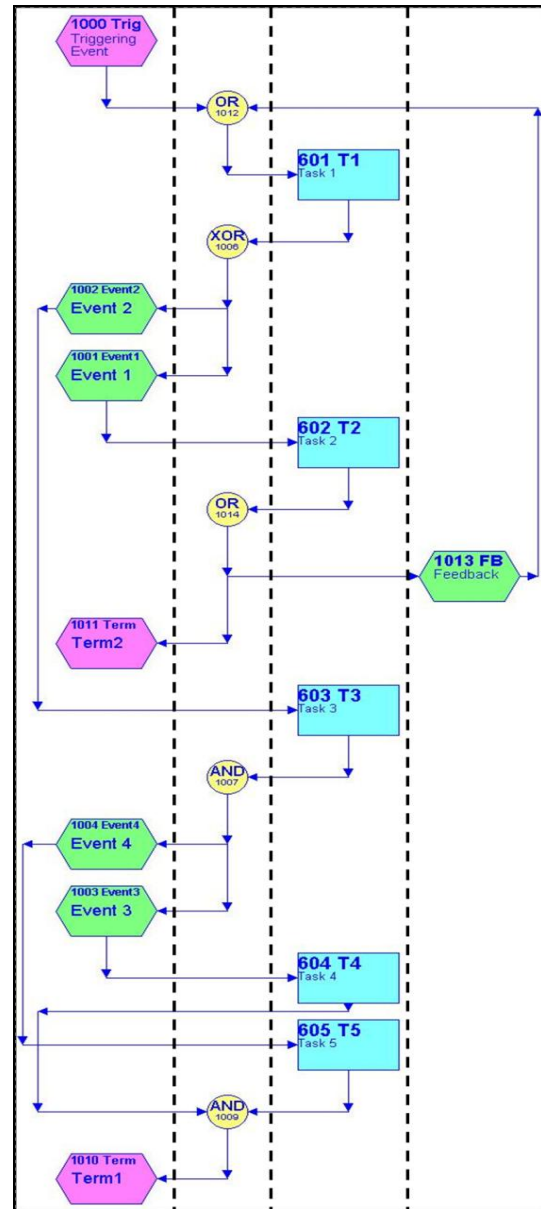 1000 Trig
Triggering
Event
OR
1012
601 T1
Task 1
XOR
1006
1002 Event2
Event 2
1001 Event1
Event 1
602 T2
Task 2
OR
1014
1013 FB
Feedback
1011 Term
Term2
603 T3
Task 3
AND
1007
1004 Event4
Event 4
1003 Event3
Event 3
604 T4
Task 4
605 T5
Task 5
AND
1009
1010 Term
Term1